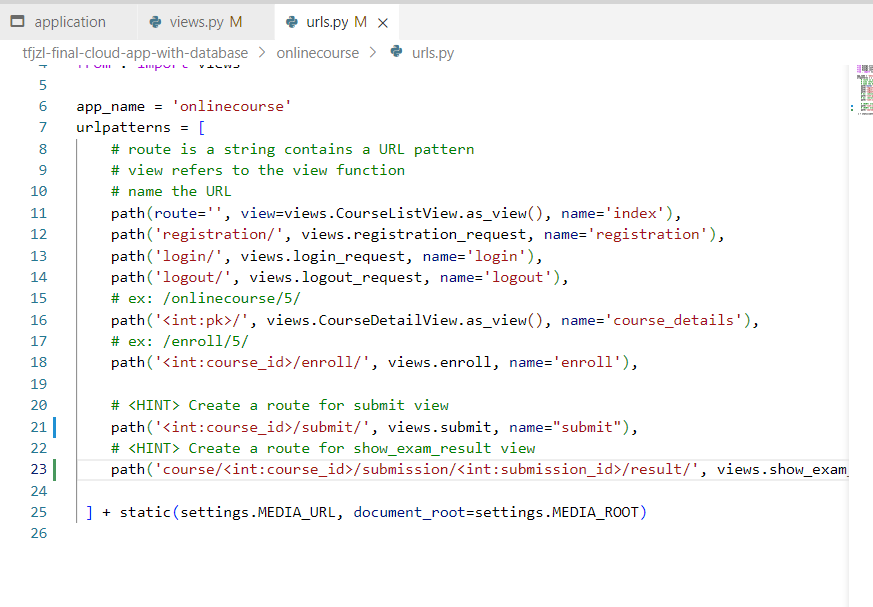 application views.py M urls.py M ×
tfjzl-final-cloud-app-with-database > onlinecourse > urls.py
4 from . import views
5
6 app_name = 'onlinecourse'
7 urlpatterns = [
8 # route is a string contains a URL pattern
9 # view refers to the view function
10 # name the URL
11 path(route='', view=views.CourseListView.as_view(), name='index'),
12 path('registration/', views.registration_request, name='registration'),
13 path('login/', views.login_request, name='login'),
14 path('logout/', views.logout_request, name='logout'),
15 # ex: /onlinecourse/5/
16 path('<int:pk>/', views.CourseDetailView.as_view(), name='course_details'),
17 # ex: /enroll/5/
18 path('<int:course_id>/enroll/', views.enroll, name='enroll'),
19
20 # <HINT> Create a route for submit view
21 path('<int:course_id>/submit/', views.submit, name="submit"),
22 # <HINT> Create a route for show_exam_result view
23 path('course/<int:course_id>/submission/<int:submission_id>/result/', views.show_exam_
24
25 ] + static(settings.MEDIA_URL, document_root=settings.MEDIA_ROOT)
26